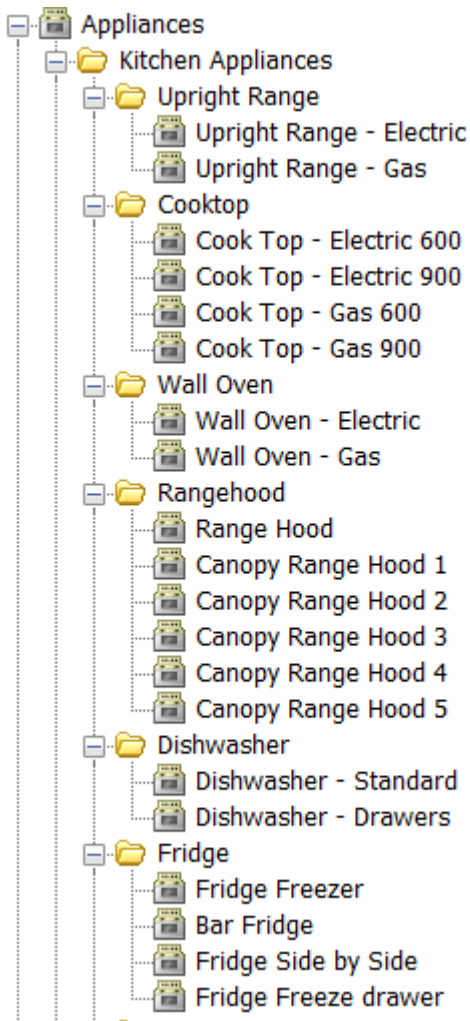 Appliances
Kitchen Appliances
Upright Range
Upright Range - Electric
Upright Range - Gas
Cooktop
Cook Top - Electric 600
Cook Top - Electric 900
Cook Top - Gas 600
Cook Top - Gas 900
Wall Oven
Wall Oven - Electric
Wall Oven - Gas
Rangehood
Range Hood
Canopy Range Hood 1
Canopy Range Hood 2
Canopy Range Hood 3
Canopy Range Hood 4
Canopy Range Hood 5
Dishwasher
Dishwasher - Standard
Dishwasher - Drawers
Fridge
Fridge Freezer
Bar Fridge
Fridge Side by Side
Fridge Freeze drawer